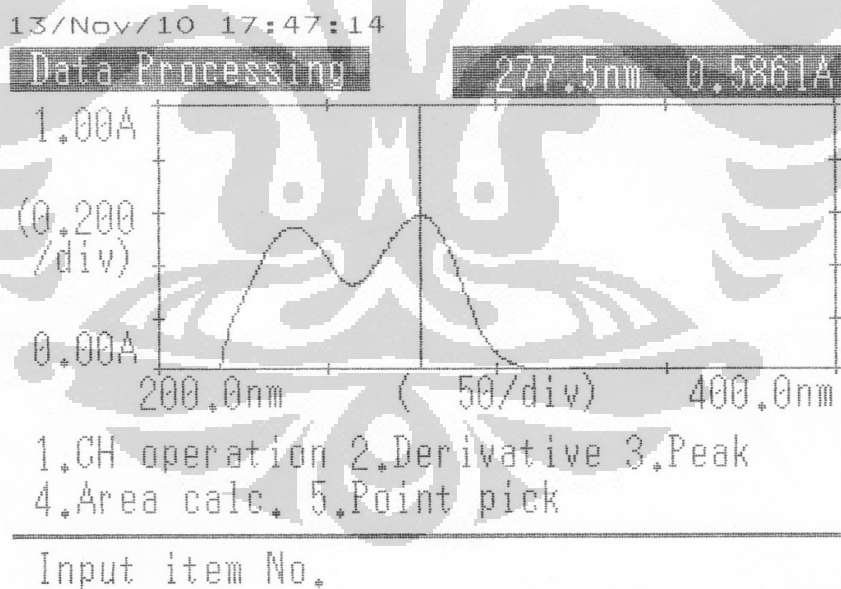 13/Nov/10 17:47:14
Data Processing 277.5nm 0.5861A
1.00A
(0.200
/div)
0.00A
200.0nm ( 50/div) 400.0nm
1.CH operation 2.Derivative 3.Peak
4.Area calc. 5.Point pick
Input item No.